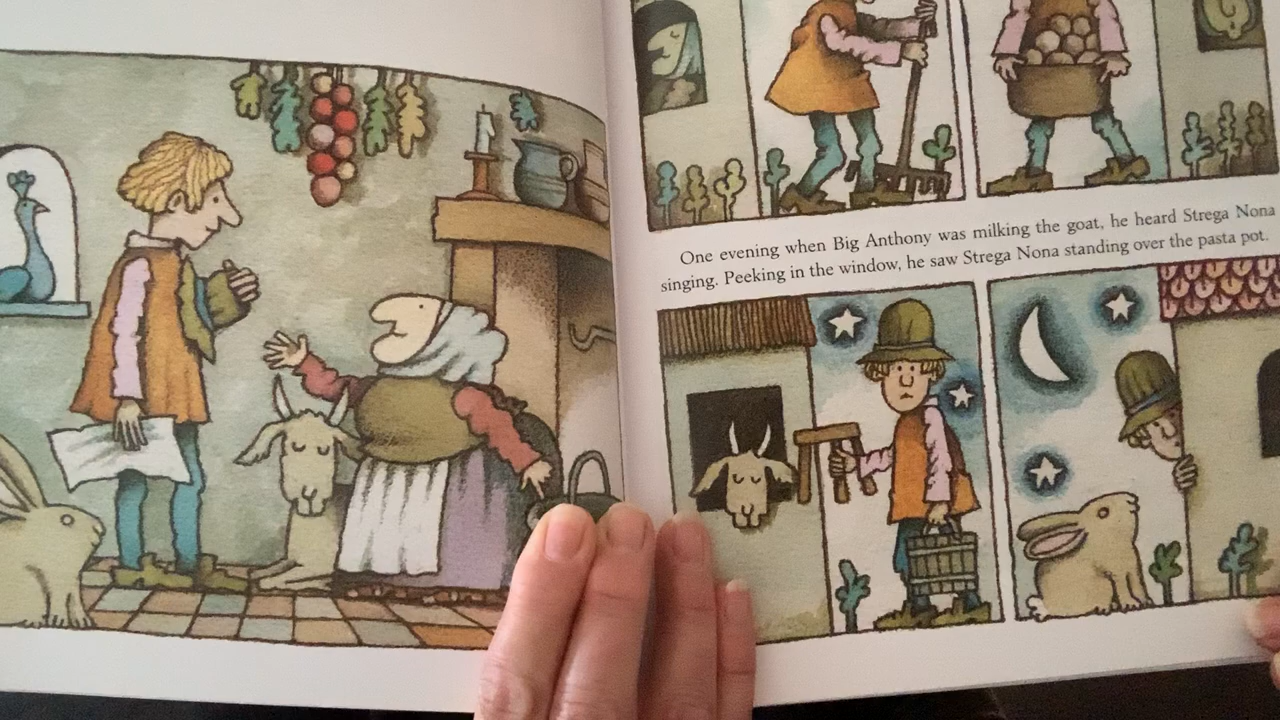 One evening when Big Anthony was milking the goat, he heard Strega Nona
singing. Peeking in the window, he saw Strega Nona standing over the pasta pot.